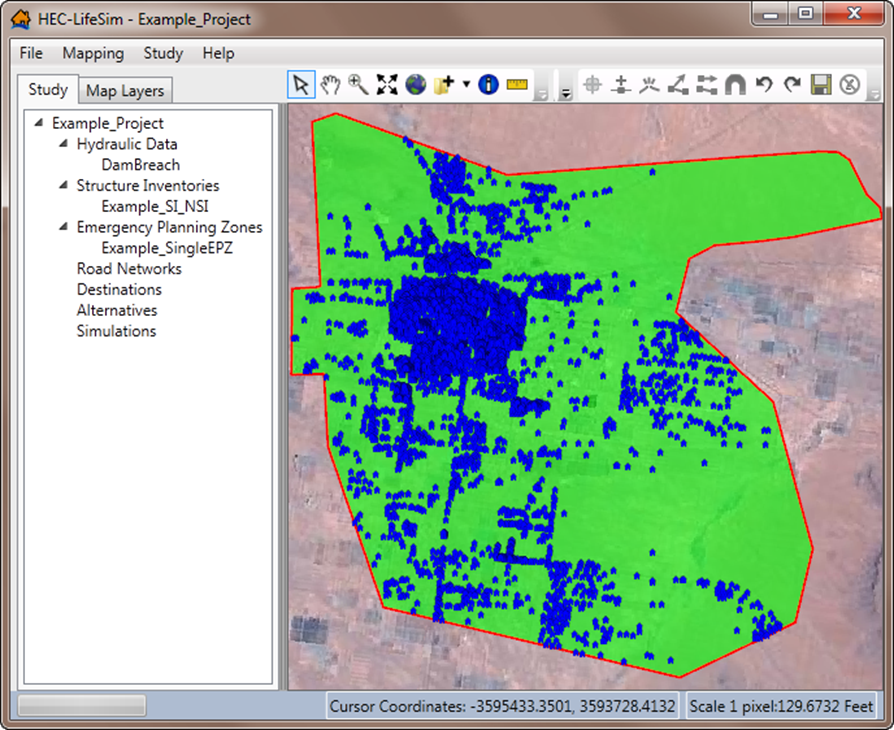 HEC-LifeSim - Example_Project
File Mapping Study Help
Study Map Layers
Example_Project
Hydraulic Data
DamBreach
Structure Inventories
Example_SI_NSI
Emergency Planning Zones
Example_SingleEPZ
Road Networks
Destinations
Alternatives
Simulations
Cursor Coordinates: -3595433.3501, 3593728.4132 Scale 1 pixel:129.6732 Feet